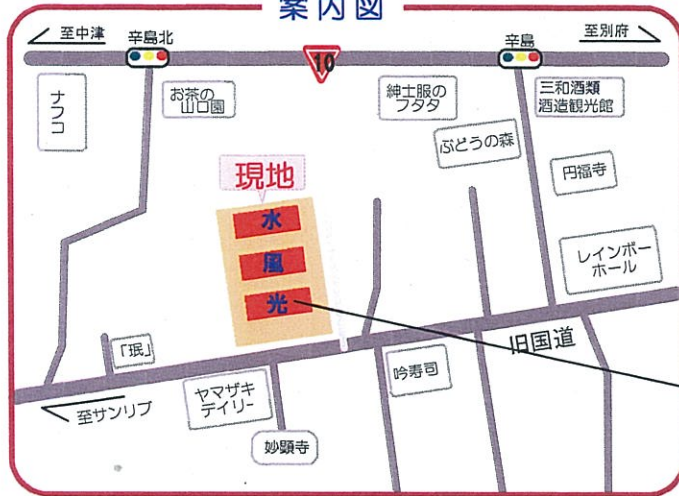 案内図
至中津
辛島北
辛島
至別府
10
ナフコ
お茶の
山口園
紳士服の
フタタ
三和酒類
酒造観光館
ぶどうの森
円福寺
現地
水
風
光
レインボー
ホール
旧国道
「珉」
吟寿司
ヤマザキ
デイリー
至サンリブ
妙顕寺